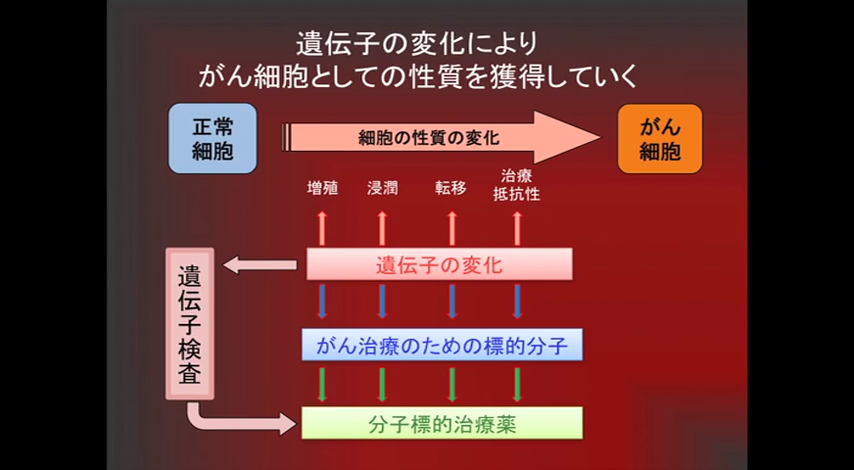 遺伝子の変化により
がん細胞としての性質を獲得していく
正常
細胞
細胞の性質の変化
がん
細胞
増殖
浸潤
転移
治療
抵抗性
遺伝子の変化
遺伝子検査
がん治療のための標的分子
分子標的治療薬